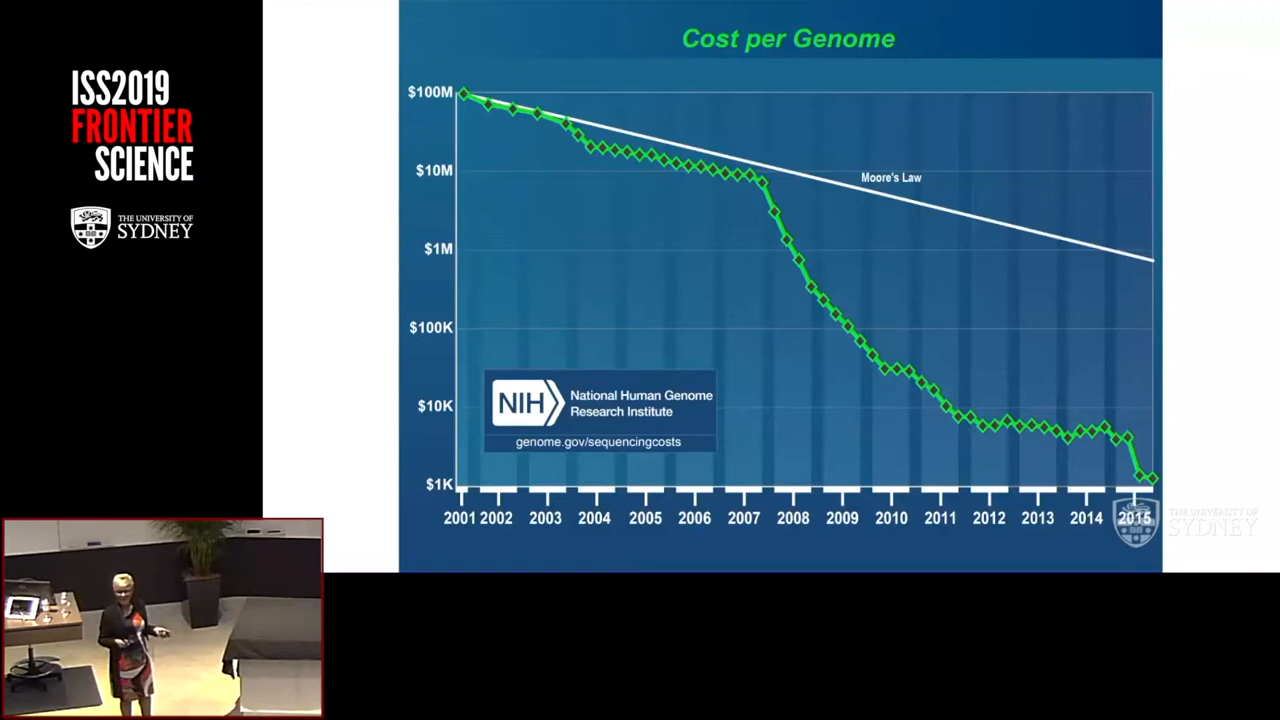 ISS2019
FRONTIER
SCIENCE
THE UNIVERSITY OF
SYDNEY
Cost per Genome
$100M
$10M
$1M
$100K
$10K
$1K
Moore's Law
NIH
National Human Genome
Research Institute
genome.gov/sequencingcosts
2001 2002 2003 2004 2005 2006 2007 2008 2009 2010 2011 2012 2013 2014 2015
THE UNIVERSITY OF
SYDNEY